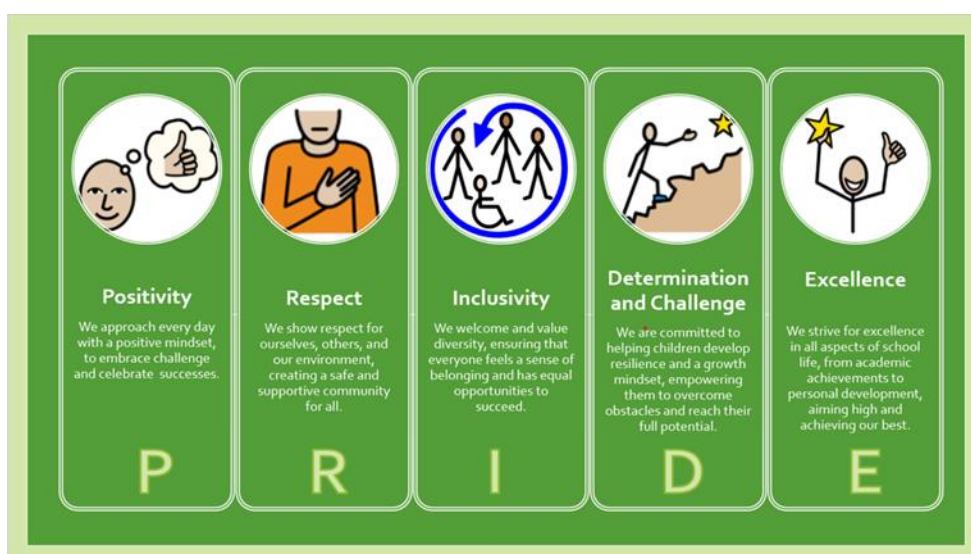 Positivity
We approach every day
with a positive mindset,
to embrace challenge
and celebrate successes.
P
Respect
We show respect for
ourselves, others, and
our environment,
creating a safe and
supportive community
for all.
R
Inclusivity
We welcome and value
diversity, ensuring that
everyone feels a sense of
belonging and has equal
opportunities to
succeed.
I
Determination
and Challenge
We are committed to
helping children develop
resilience and a growth
mindset, empowering
them to overcome
obstacles and reach their
full potential.
D
Excellence
We strive for excellence
in all aspects of school
life, from academic
achievements to
personal development,
aiming high and
achieving our best.
E